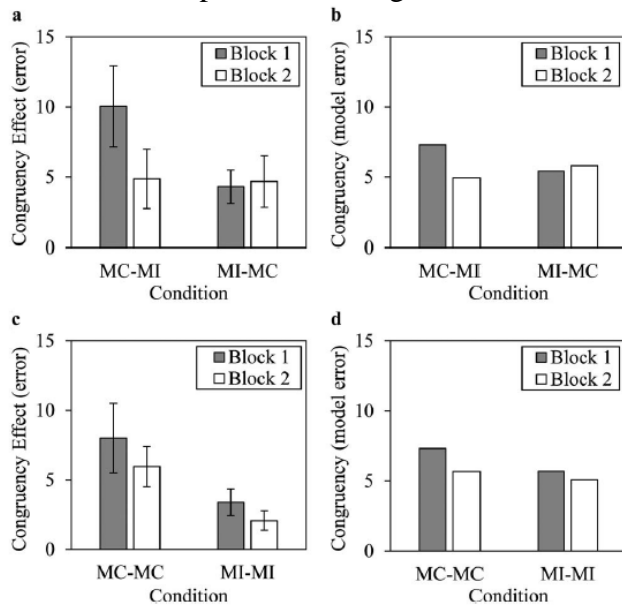 a
Congruency Effect (error)
15
10
5
0
Block 1
Block 2
MC-MI
MI-MC
Condition
b
Congruency (model error)
15
10
5
0
Block 1
Block 2
MC-MI
MI-MC
Condition
c
Congruency Effect (error)
15
10
5
0
Block 1
Block 2
MC-MC
MI-MI
Condition
d
Congruency (model error)
15
10
5
0
Block 1
Block 2
MC-MC
MI-MI
Condition